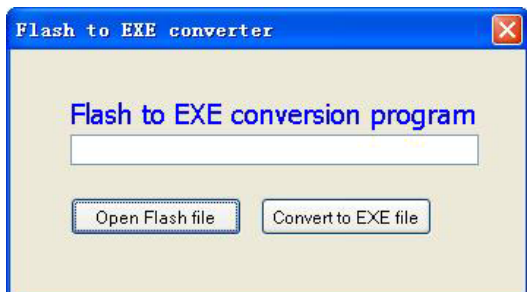 Flash to EXE converter
Flash to EXE conversion program
Open Flash file
Convert to EXE file